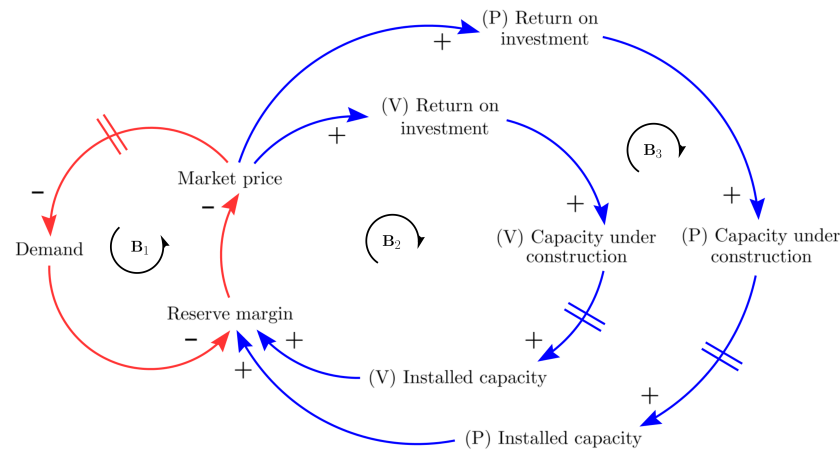 (P) Return on
investment
+
(V) Return on
investment
+
B3
Market price
−
+
+
−
Demand
B1
B2
(V) Capacity under
construction
(P) Capacity under
construction
Reserve margin
−
+
+
+
(V) Installed capacity
+
(P) Installed capacity